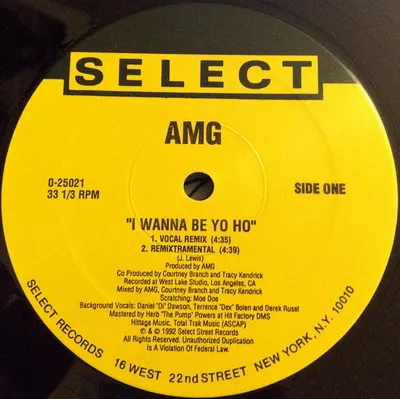 SELECT
AMG
0-25021
33 1/3 RPM
SIDE ONE
"I WANNA BE YO HO"
1. VOCAL REMIX (4:35)
2. REMIXTRAMENTAL (4:39)
(J. Lewis)
Produced by AMG
Co Produced by Courtney Branch and Tracy Kendrick
Recorded at West Lake Studio, Los Angeles, CA
Mixed by AMG, Courtney Branch and Tracy Kendrick
Scratching: Moe Doe
Background Vocals: Daniel "Di" Dawson, Terrence "Dex" Bolen and Derek Rusel
Mastered by Herb "The Pump" Powers at Hit Factory DMS
Hittage Music, Total Trak Music (ASCAP)
℗ & © 1992 Select Street Records
All Rights Reserved. Unauthorized Duplication
Is A Violation Of Federal Law.
SELECT RECORDS 16 WEST 22nd STREET NEW YORK, N.Y. 10010